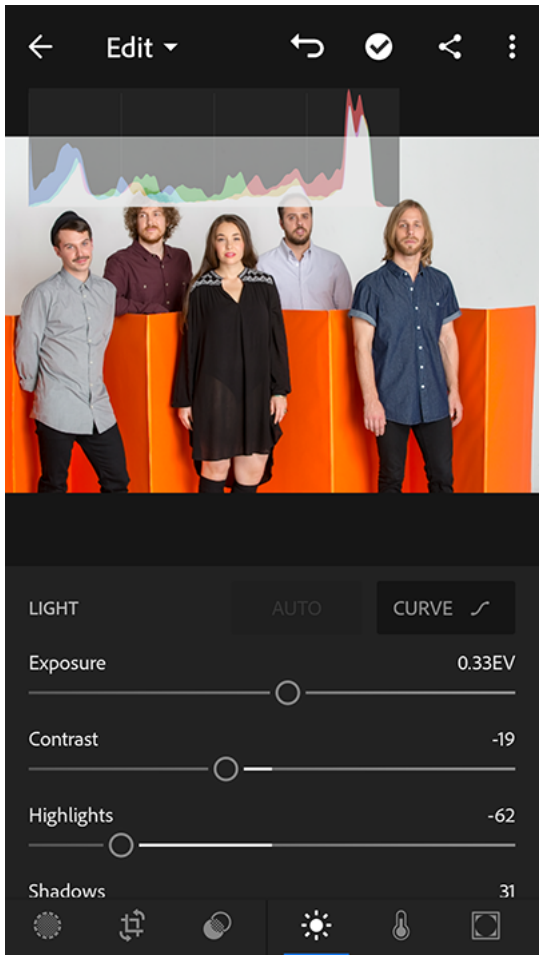 Edit
LIGHT
AUTO
CURVE
Exposure
0.33EV
Contrast
-19
Highlights
-62
Shadows
31